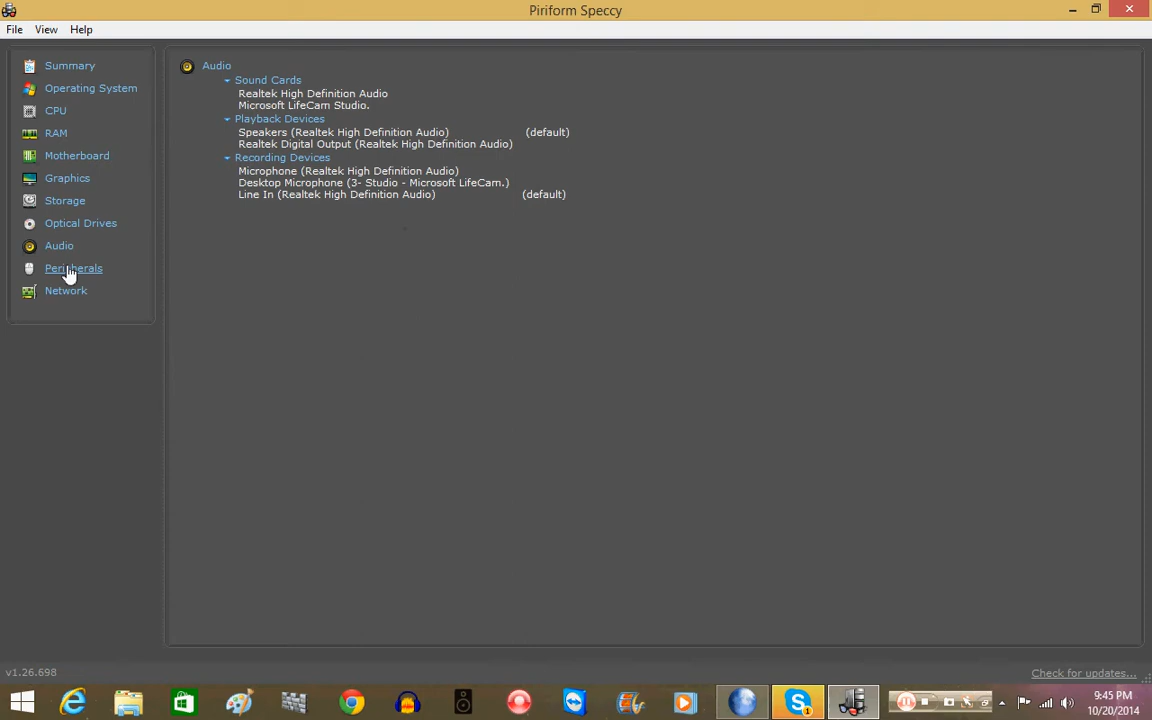 Piriform Speccy
File View Help
Summary
Operating System
CPU
RAM
Motherboard
Graphics
Storage
Optical Drives
Audio
Peripherals
Network
Audio
Sound Cards
Realtek High Definition Audio
Microsoft LifeCam Studio.
Playback Devices
Speakers (Realtek High Definition Audio) (default)
Realtek Digital Output (Realtek High Definition Audio)
Recording Devices
Microphone (Realtek High Definition Audio)
Desktop Microphone (3- Studio - Microsoft LifeCam.)
Line In (Realtek High Definition Audio) (default)
v1.26.698
Check for updates...
9:45 PM
10/20/2014